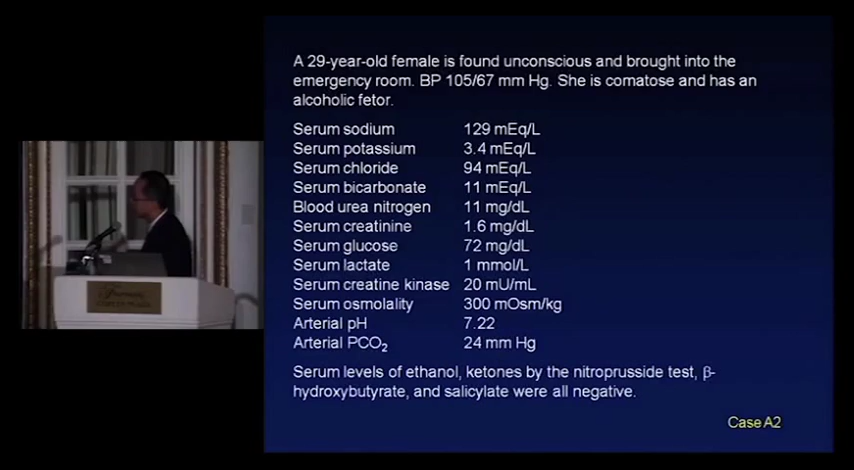 A 29-year-old female is found unconscious and brought into the
emergency room. BP 105/67 mm Hg. She is comatose and has an
alcoholic fetor.
Serum sodium 129 mEq/L
Serum potassium 3.4 mEq/L
Serum chloride 94 mEq/L
Serum bicarbonate 11 mEq/L
Blood urea nitrogen 11 mg/dL
Serum creatinine 1.6 mg/dL
Serum glucose 72 mg/dL
Serum lactate 1 mmol/L
Serum creatine kinase 20 mU/mL
Serum osmolality 300 mOsm/kg
Arterial pH 7.22
Arterial PCO₂ 24 mm Hg
Serum levels of ethanol, ketones by the nitroprusside test, β-
hydroxybutyrate, and salicylate were all negative.
Case A2